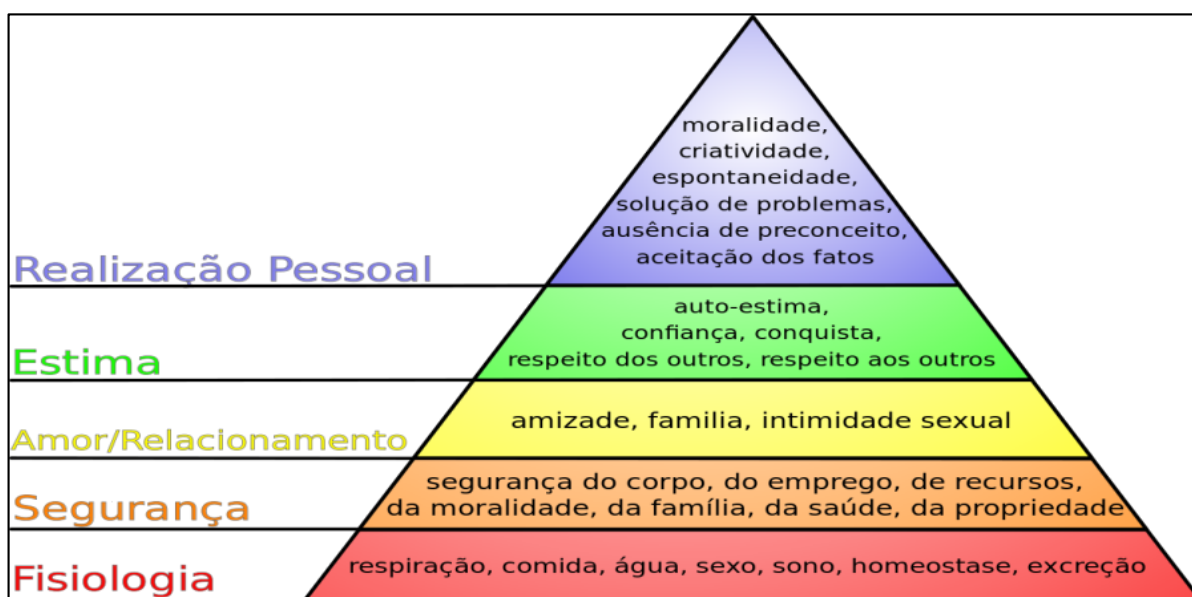 moralidade,
criatividade,
espontaneidade,
solução de problemas,
ausência de preconceito,
aceitação dos fatos
Realização Pessoal
auto-estima,
confiança, conquista,
respeito dos outros, respeito aos outros
Estima
amizade, familia, intimidade sexual
Amor/Relacionamento
segurança do corpo, do emprego, de recursos,
da moralidade, da família, da saúde, da propriedade
Segurança
respiração, comida, água, sexo, sono, homeostase, excreção
Fisiologia